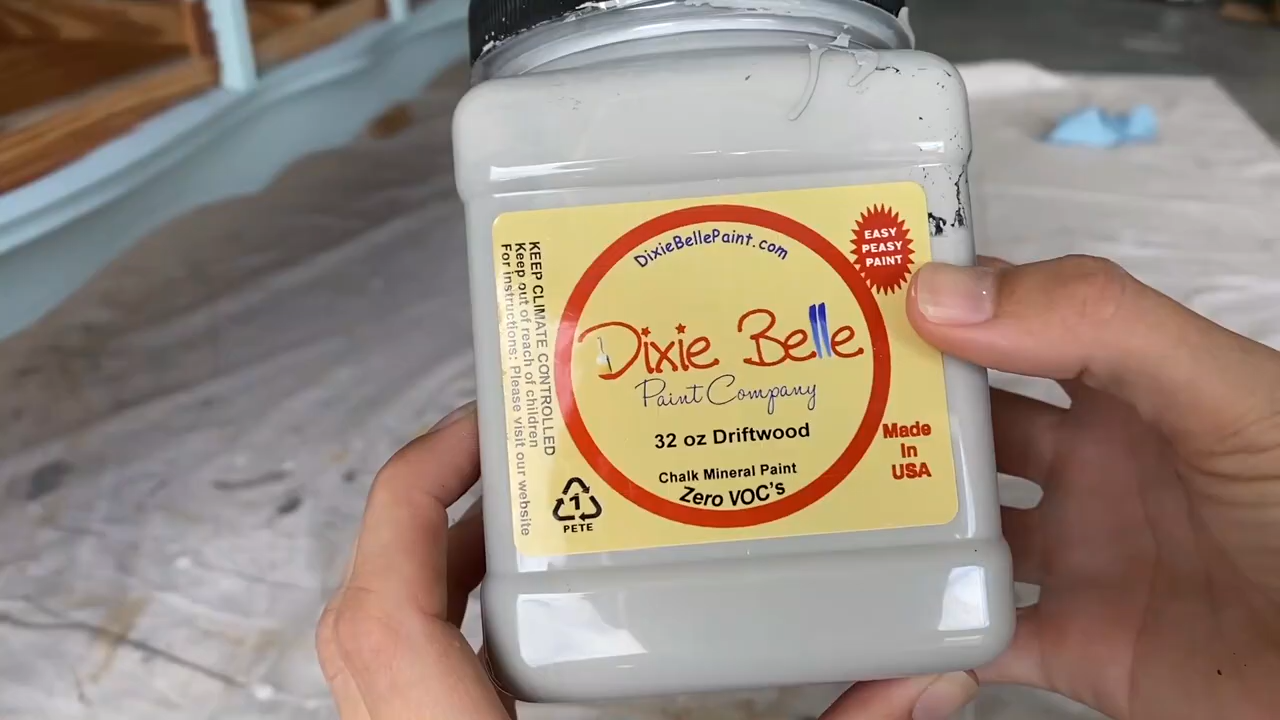 DixieBellePaint.com
EASY
PEASY
PAINT
Dixie Belle
Paint Company
32 oz Driftwood
Chalk Mineral Paint
Zero VOC's
Made
In
USA
KEEP CLIMATE CONTROLLED
Keep out of reach of children
For instructions: Please visit our website
1
PETE